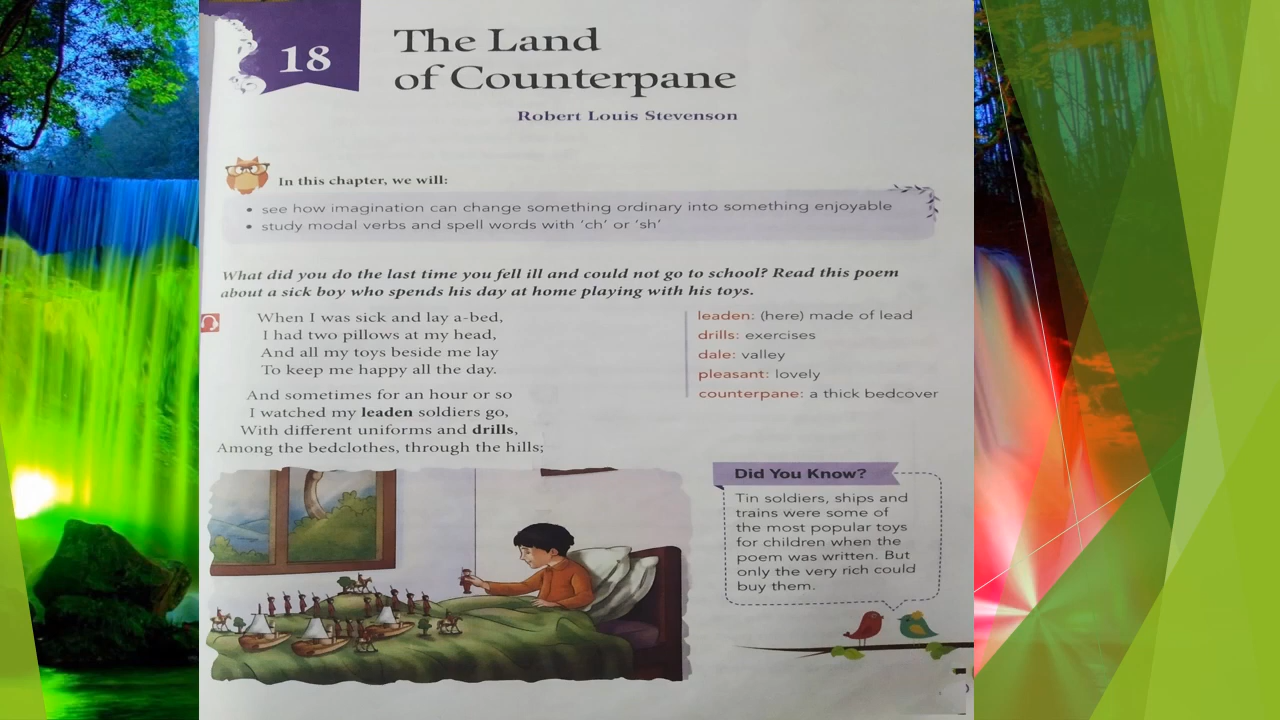 18
The Land
of Counterpane
Robert Louis Stevenson
In this chapter, we will:
• see how imagination can change something ordinary into something enjoyable
• study modal verbs and spell words with ‘ch’ or ‘sh’
What did you do the last time you fell ill and could not go to school? Read this poem
about a sick boy who spends his day at home playing with his toys.
When I was sick and lay a-bed,
I had two pillows at my head,
And all my toys beside me lay
To keep me happy all the day.
And sometimes for an hour or so
I watched my leaden soldiers go,
With different uniforms and drills,
Among the bedclothes, through the hills;
leaden: (here) made of lead
drills: exercises
dale: valley
pleasant: lovely
counterpane: a thick bedcover
Did You Know?
Tin soldiers, ships and
trains were some of
the most popular toys
for children when the
poem was written. But
only the very rich could
buy them.